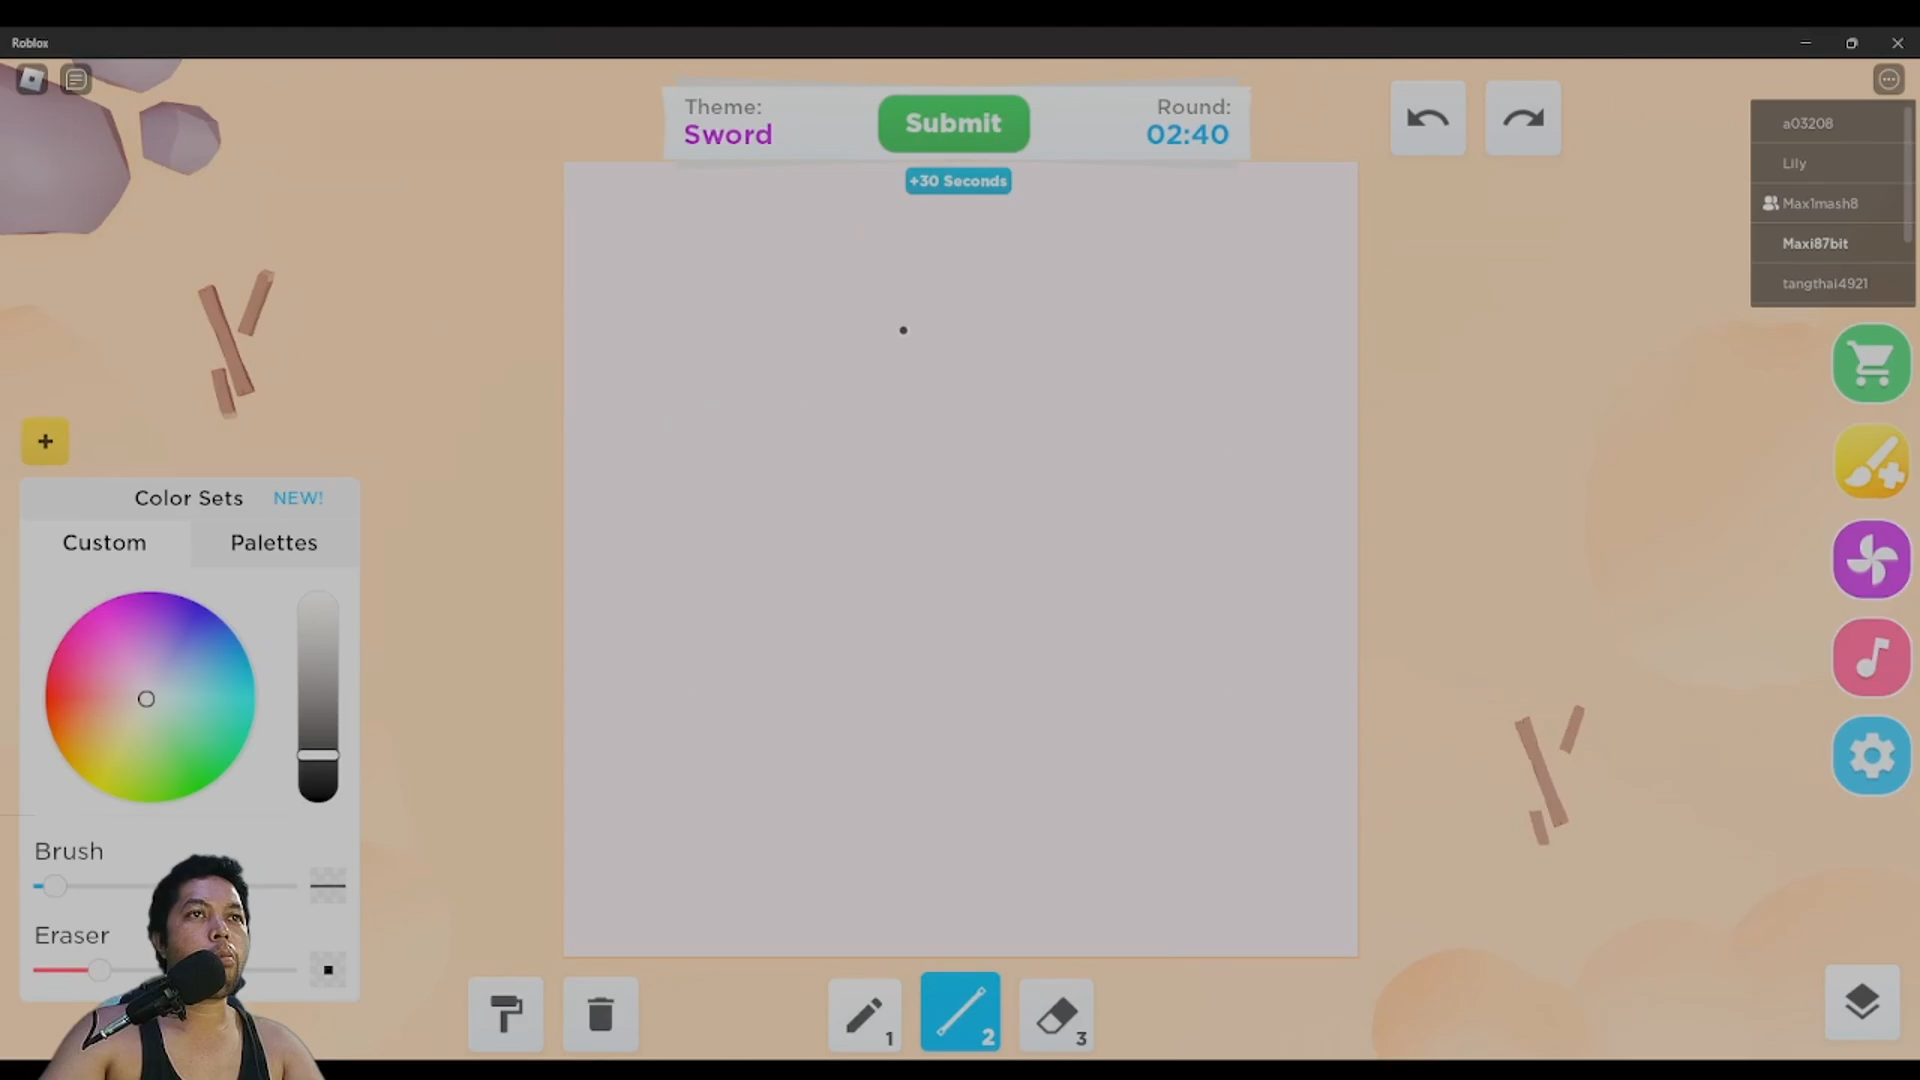 Roblox
Theme:
Sword
Submit
Round:
02:40
+30 Seconds
a03208
Lily
Max1mash8
Maxi87bit
tangthai4921
+
Color Sets NEW!
Custom
Palettes
Brush
Eraser
1
2
3